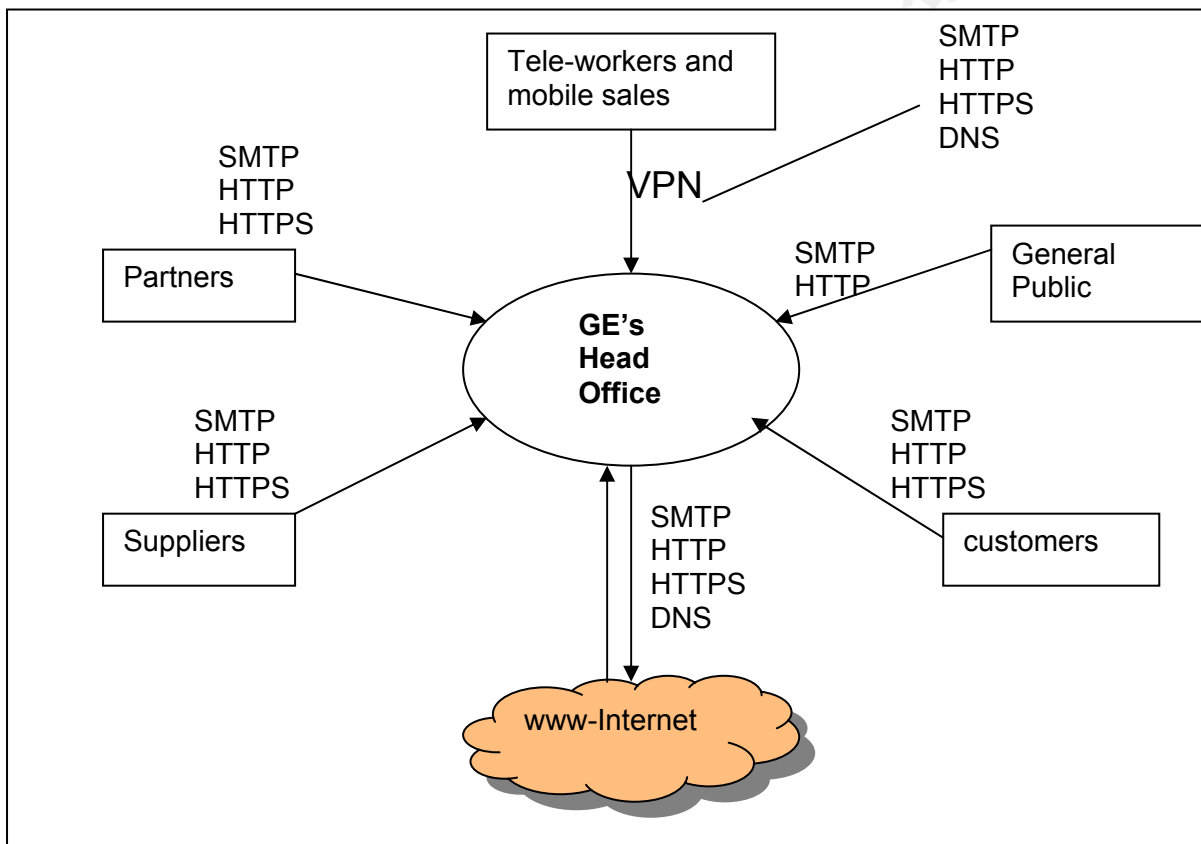 Tele-workers and
mobile sales
SMTP
HTTP
HTTPS
DNS
VPN
SMTP
HTTP
HTTPS
Partners
SMTP
HTTP
General
Public
GE's
Head
Office
SMTP
HTTP
HTTPS
Suppliers
SMTP
HTTP
HTTPS
customers
SMTP
HTTP
HTTPS
DNS
www-Internet